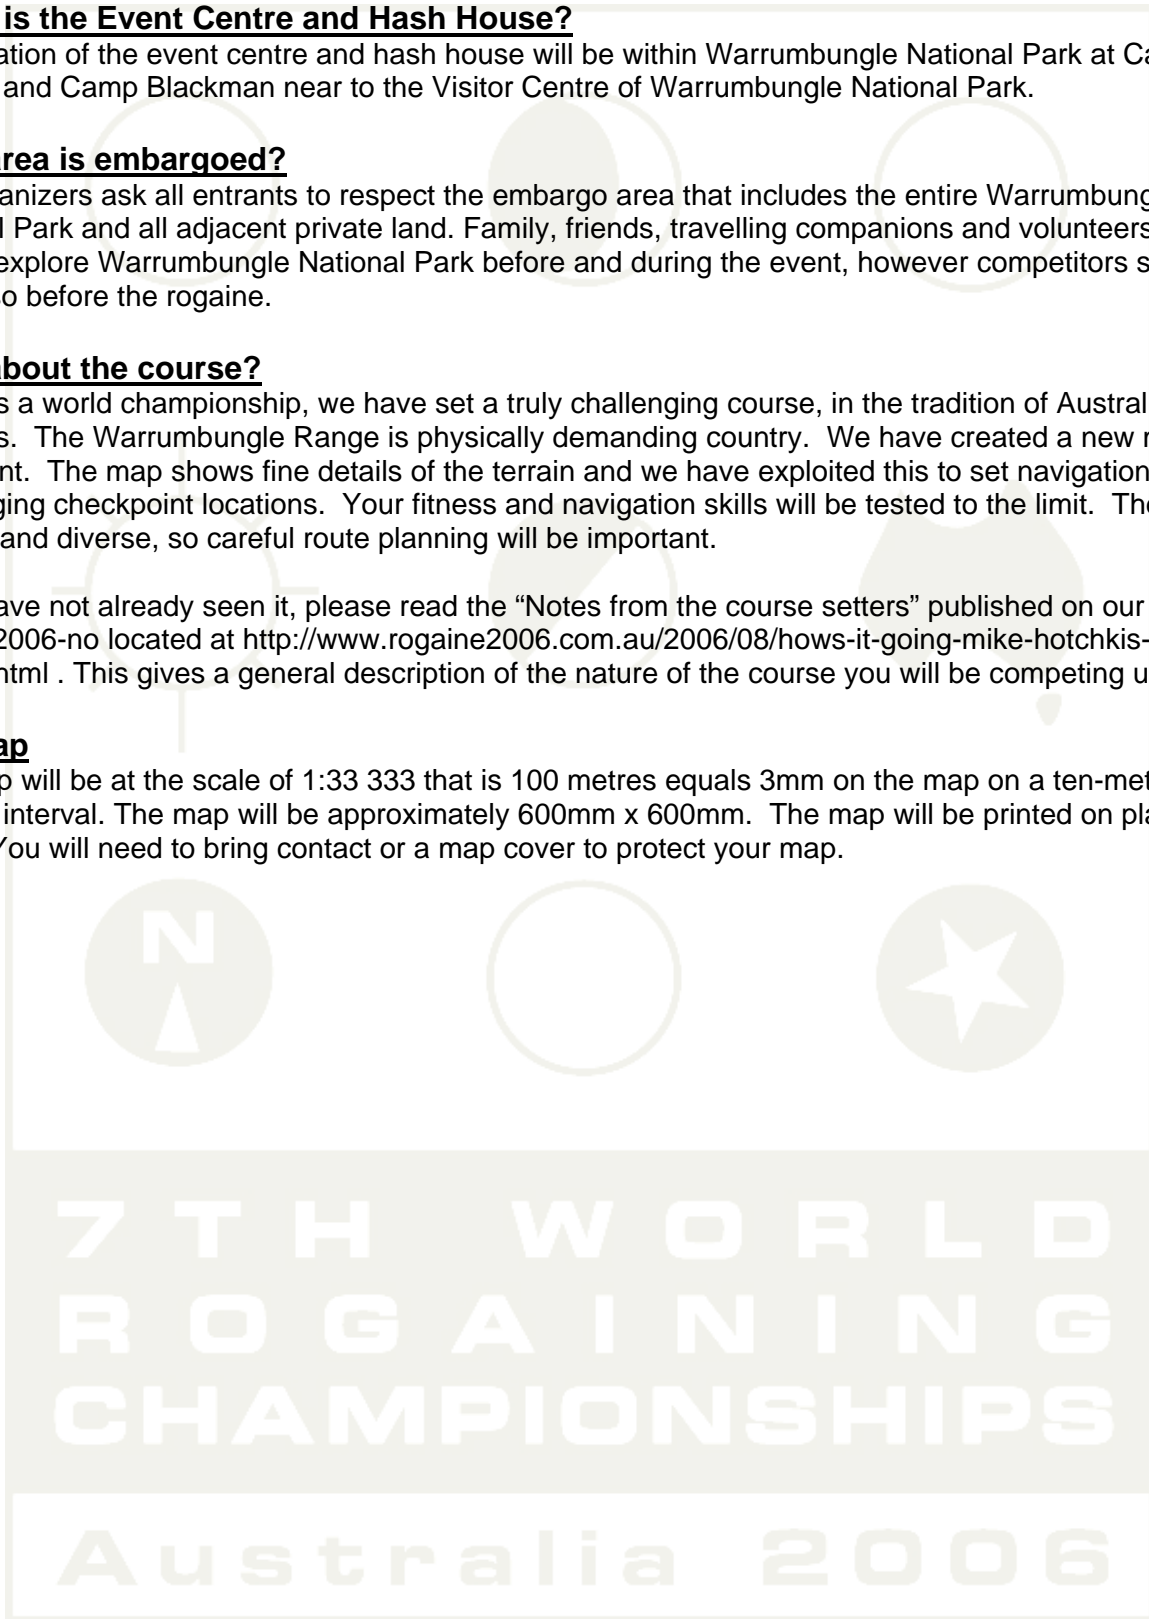 is the Event Centre and Hash House?
ation of the event centre and hash house will be within Warrumbungle National Park at Ca
and Camp Blackman near to the Visitor Centre of Warrumbungle National Park.
area is embargoed?
anizers ask all entrants to respect the embargo area that includes the entire Warrumbung
l Park and all adjacent private land. Family, friends, travelling companions and volunteers
explore Warrumbungle National Park before and during the event, however competitors s
so before the rogaine.
about the course?
s a world championship, we have set a truly challenging course, in the tradition of Austral
s. The Warrumbungle Range is physically demanding country. We have created a new
nt. The map shows fine details of the terrain and we have exploited this to set navigation
ging checkpoint locations. Your fitness and navigation skills will be tested to the limit. The
and diverse, so careful route planning will be important.
ave not already seen it, please read the “Notes from the course setters” published on our
2006-no located at http://www.rogaine2006.com.au/2006/08/hows-it-going-mike-hotchkis-
html . This gives a general description of the nature of the course you will be competing u
ap
p will be at the scale of 1:33 333 that is 100 metres equals 3mm on the map on a ten-met
interval. The map will be approximately 600mm x 600mm. The map will be printed on pla
You will need to bring contact or a map cover to protect your map.
N
7TH WORLD
ROGAINING
CHAMPIONSHIPS
Australia 2006